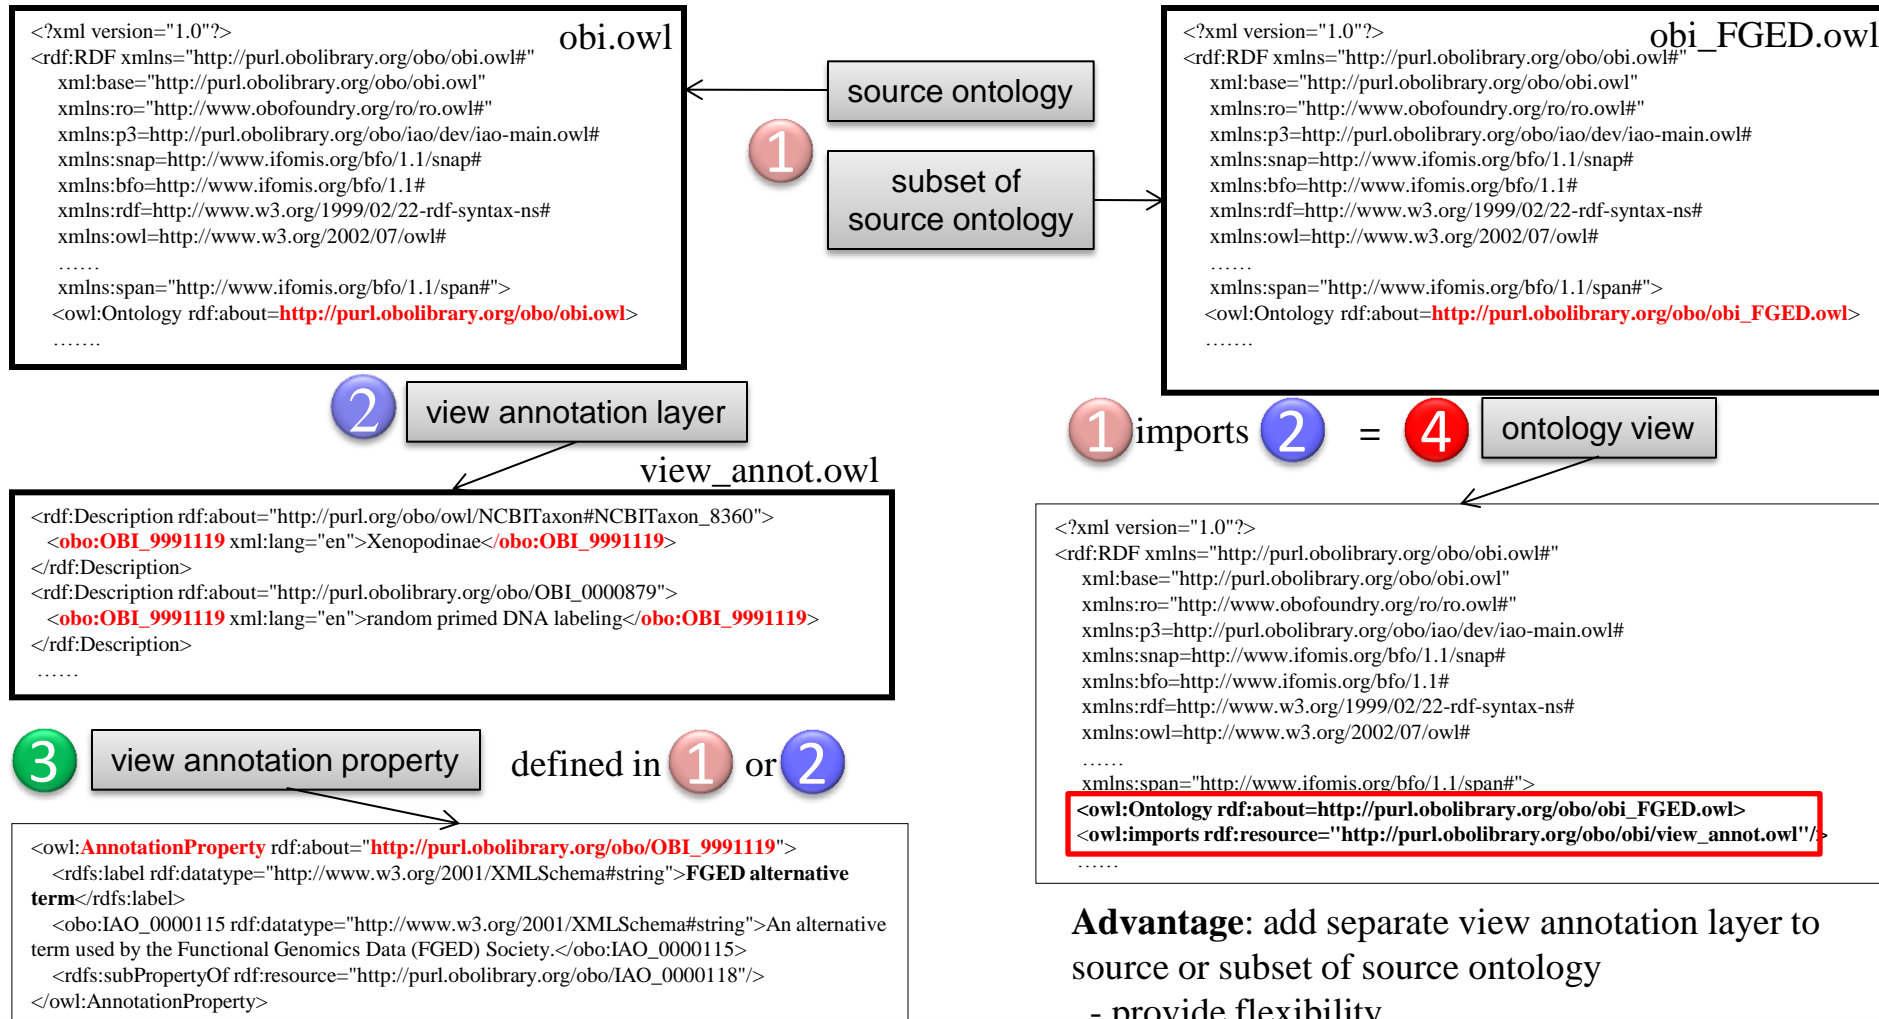 obi.owl
<?xml version="1.0"?>
<rdf:RDF xmlns="http://purl.obolibrary.org/obo/obi.owl#"
xml:base="http://purl.obolibrary.org/obo/obi.owl"
xmlns:ro="http://www.obofoundry.org/ro/ro.owl#"
xmlns:p3=http://purl.obolibrary.org/obo/iao/dev/iao-main.owl#
xmlns:snap=http://www.ifomis.org/bfo/1.1/snap#
xmlns:bfo=http://www.ifomis.org/bfo/1.1#
xmlns:rdf=http://www.w3.org/1999/02/22-rdf-syntax-ns#
xmlns:owl=http://www.w3.org/2002/07/owl#
……
xmlns:span="http://www.ifomis.org/bfo/1.1/span#">
<owl:Ontology rdf:about=http://purl.obolibrary.org/obo/obi.owl>
…….
source ontology
1
subset of
source ontology
obi_FGED.owl
<?xml version="1.0"?>
<rdf:RDF xmlns="http://purl.obolibrary.org/obo/obi.owl#"
xml:base="http://purl.obolibrary.org/obo/obi.owl"
xmlns:ro="http://www.obofoundry.org/ro/ro.owl#"
xmlns:p3=http://purl.obolibrary.org/obo/iao/dev/iao-main.owl#
xmlns:snap=http://www.ifomis.org/bfo/1.1/snap#
xmlns:bfo=http://www.ifomis.org/bfo/1.1#
xmlns:rdf=http://www.w3.org/1999/02/22-rdf-syntax-ns#
xmlns:owl=http://www.w3.org/2002/07/owl#
……
xmlns:span="http://www.ifomis.org/bfo/1.1/span#">
<owl:Ontology rdf:about=http://purl.obolibrary.org/obo/obi_FGED.owl>
…….
2 view annotation layer
view_annot.owl
<rdf:Description rdf:about="http://purl.org/obo/owl/NCBITaxon#NCBITaxon_8360">
<obo:OBI_9991119 xml:lang="en">Xenopodinae</obo:OBI_9991119>
</rdf:Description>
<rdf:Description rdf:about="http://purl.obolibrary.org/obo/OBI_0000879">
<obo:OBI_9991119 xml:lang="en">random primed DNA labeling</obo:OBI_9991119>
</rdf:Description>
……
3 view annotation property defined in 1 or 2
<owl:AnnotationProperty rdf:about="http://purl.obolibrary.org/obo/OBI_9991119">
<rdfs:label rdf:datatype="http://www.w3.org/2001/XMLSchema#string">FGED alternative
term</rdfs:label>
<obo:IAO_0000115 rdf:datatype="http://www.w3.org/2001/XMLSchema#string">An alternative
term used by the Functional Genomics Data (FGED) Society.</obo:IAO_0000115>
<rdfs:subPropertyOf rdf:resource="http://purl.obolibrary.org/obo/IAO_0000118"/>
</owl:AnnotationProperty>
1 imports 2 = 4 ontology view
<?xml version="1.0"?>
<rdf:RDF xmlns="http://purl.obolibrary.org/obo/obi.owl#"
xml:base="http://purl.obolibrary.org/obo/obi.owl"
xmlns:ro="http://www.obofoundry.org/ro/ro.owl#"
xmlns:p3=http://purl.obolibrary.org/obo/iao/dev/iao-main.owl#
xmlns:snap=http://www.ifomis.org/bfo/1.1/snap#
xmlns:bfo=http://www.ifomis.org/bfo/1.1#
xmlns:rdf=http://www.w3.org/1999/02/22-rdf-syntax-ns#
xmlns:owl=http://www.w3.org/2002/07/owl#
……
xmlns:span="http://www.ifomis.org/bfo/1.1/span#">
<owl:Ontology rdf:about=http://purl.obolibrary.org/obo/obi_FGED.owl>
<owl:imports rdf:resource="http://purl.obolibrary.org/obo/obi/view_annot.owl"/>
……
Advantage: add separate view annotation layer to
source or subset of source ontology
- provide flexibility